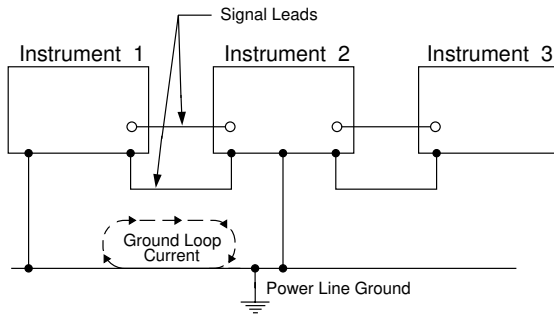 Signal Leads
Instrument 1
Instrument 2
Instrument 3
Ground Loop
Current
Power Line Ground